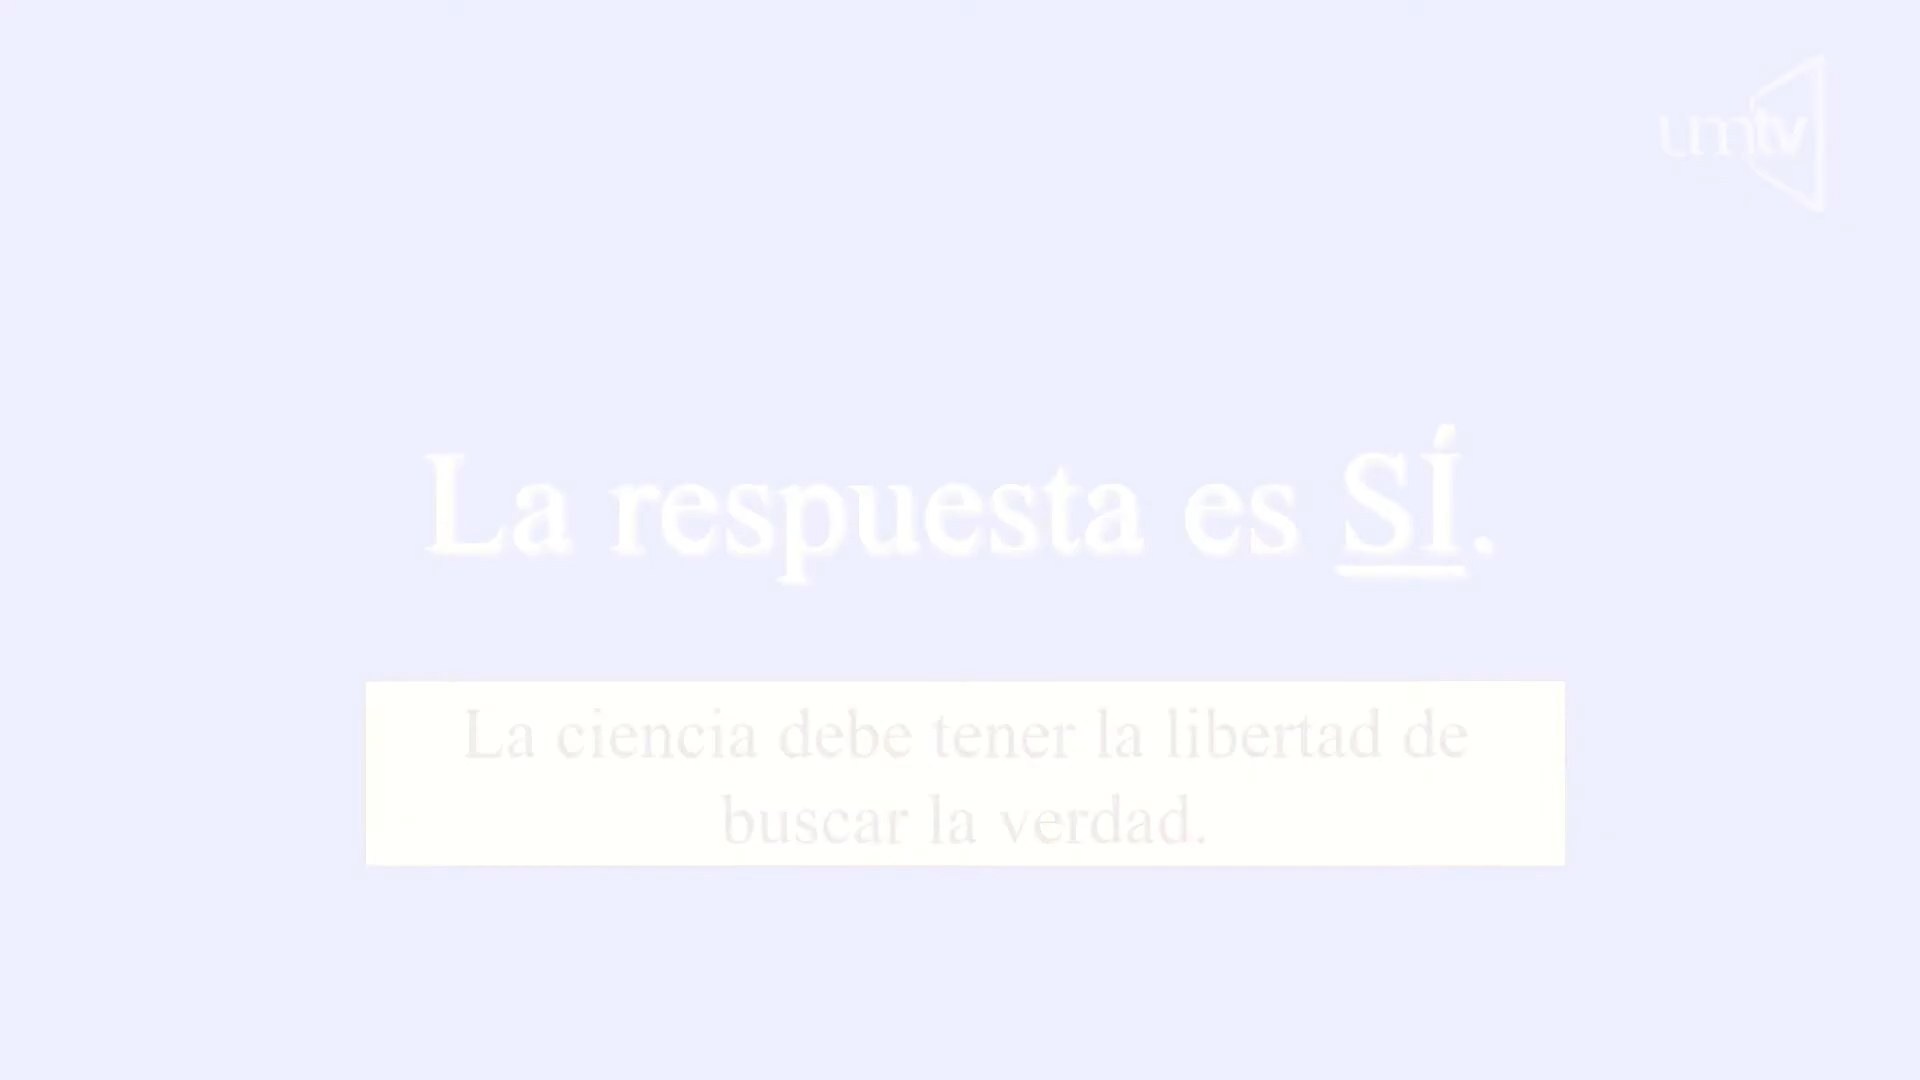 umtv
La respuesta es SÍ.
La ciencia debe tener la libertad de
buscar la verdad.